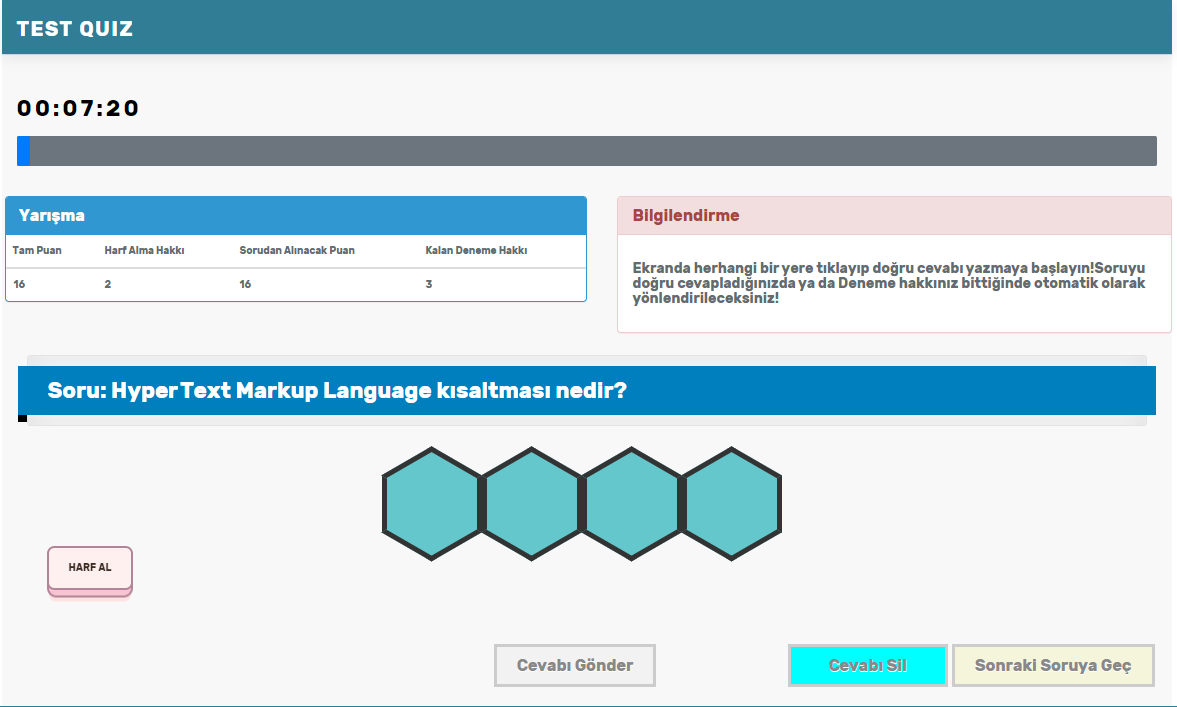 TEST QUIZ
00:07:20
Yarışma
Tam Puan Harf Alma Hakkı Sorudan Alınacak Puan Kalan Deneme Hakkı
16 2 16 3
Bilgilendirme
Ekranda herhangi bir yere tıklayıp doğru cevabı yazmaya başlayın!Soruyu
doğru cevapladığınızda ya da Deneme hakkınız bittiğinde otomatik olarak
yönlendirileceksiniz!
Soru: HyperText Markup Language kısaltması nedir?
HARF AL
Cevabı Gönder
Cevabı Sil
Sonraki Soruya Geç